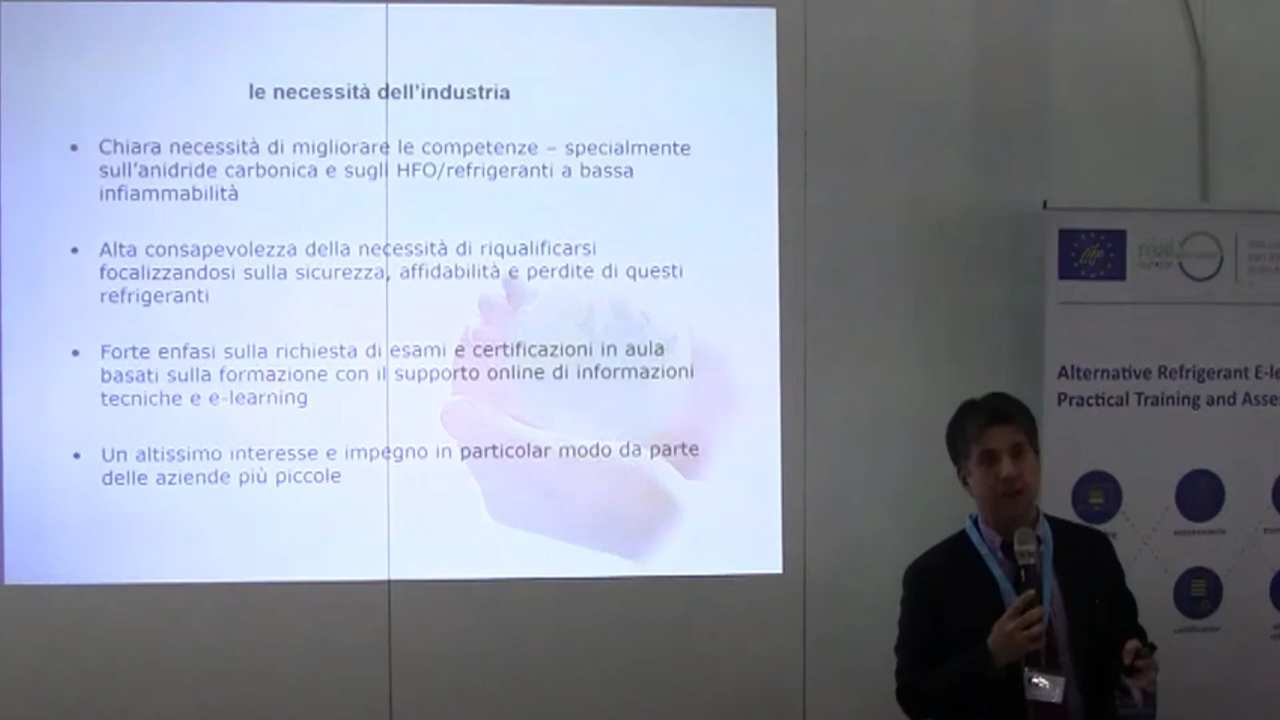 le necessità dell'industria
• Chiara necessità di migliorare le competenze – specialmente
sull'anidride carbonica e sugli HFO/refrigeranti a bassa
infiammabilità
• Alta consapevolezza della necessità di riqualificarsi
focalizzandosi sulla sicurezza, affidabilità e perdite di questi
refrigeranti
• Forte enfasi sulla richiesta di esami e certificazioni in aula
basati sulla formazione con il supporto online di informazioni
tecniche e e-learning
• Un altissimo interesse e impegno in particolar modo da parte
delle aziende più piccole
life
Alternative Refrigerant E-le
Practical Training and Asse